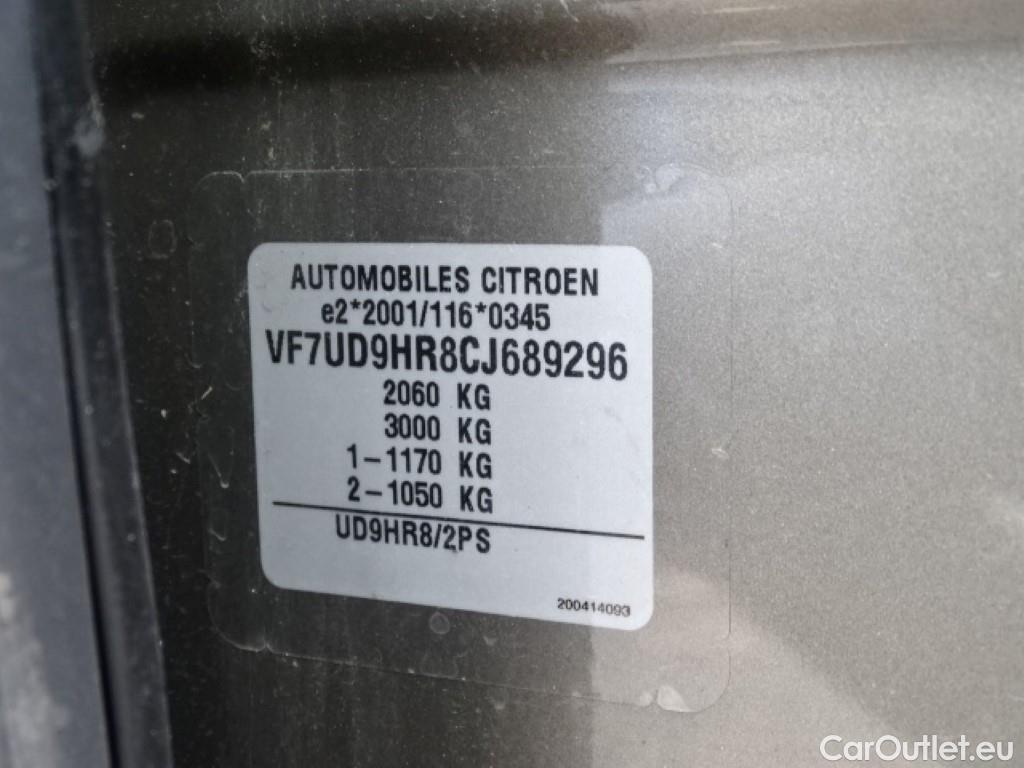 AUTOMOBILES CITROEN
e2*2001/116*0345
VF7UD9HR8CJ689296
2060 KG
3000 KG
1-1170 KG
2-1050 KG
UD9HR8/2PS
200414093
CarOutlet.eu